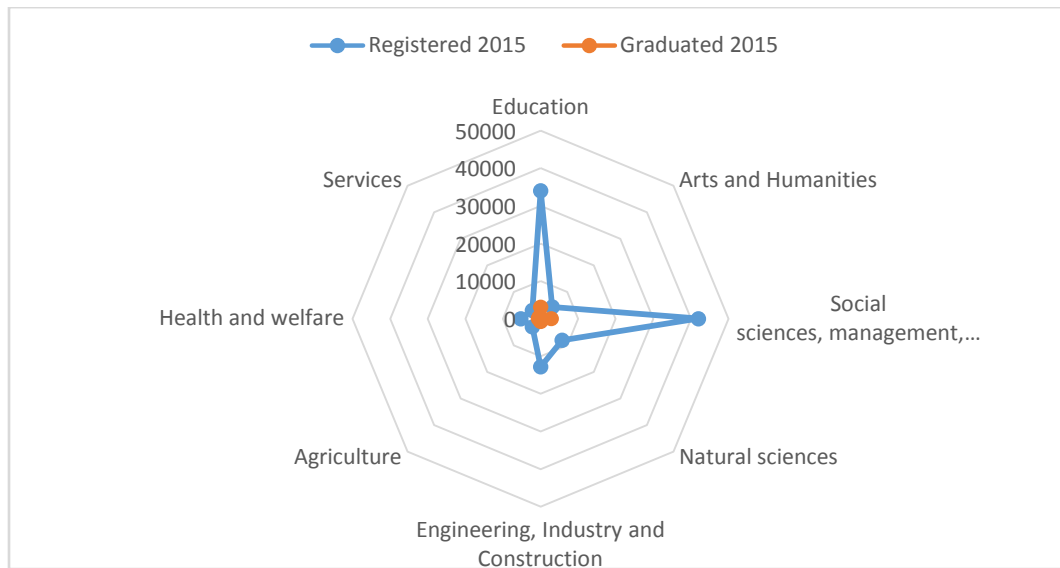 Registered 2015
Graduated 2015
Education
50000
40000
30000
20000
10000
0
Arts and Humanities
Social
sciences, management,...
Natural sciences
Engineering, Industry and
Construction
Agriculture
Health and welfare
Services